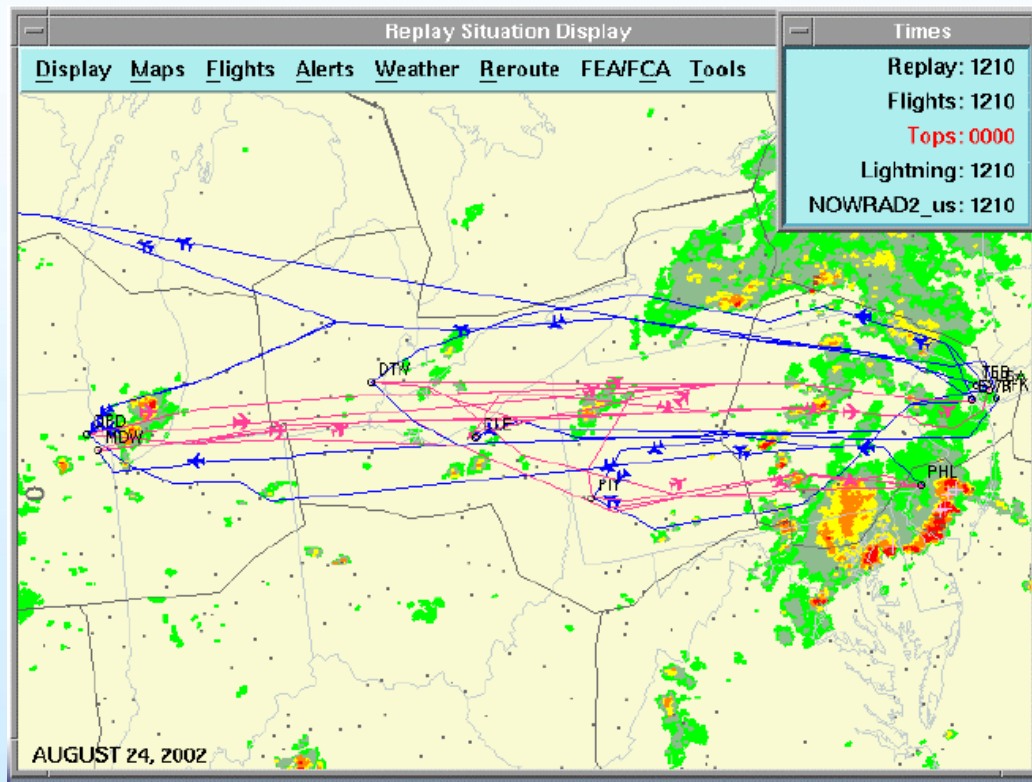 Replay Situation Display
Display Maps Flights Alerts Weather Reroute FEA/FCA Tools
Times
Replay: 1210
Flights: 1210
Tops: 0000
Lightning: 1210
NOWRAD2_us: 1210
DTW
MDW
PIT
PHL
AUGUST 24, 2002